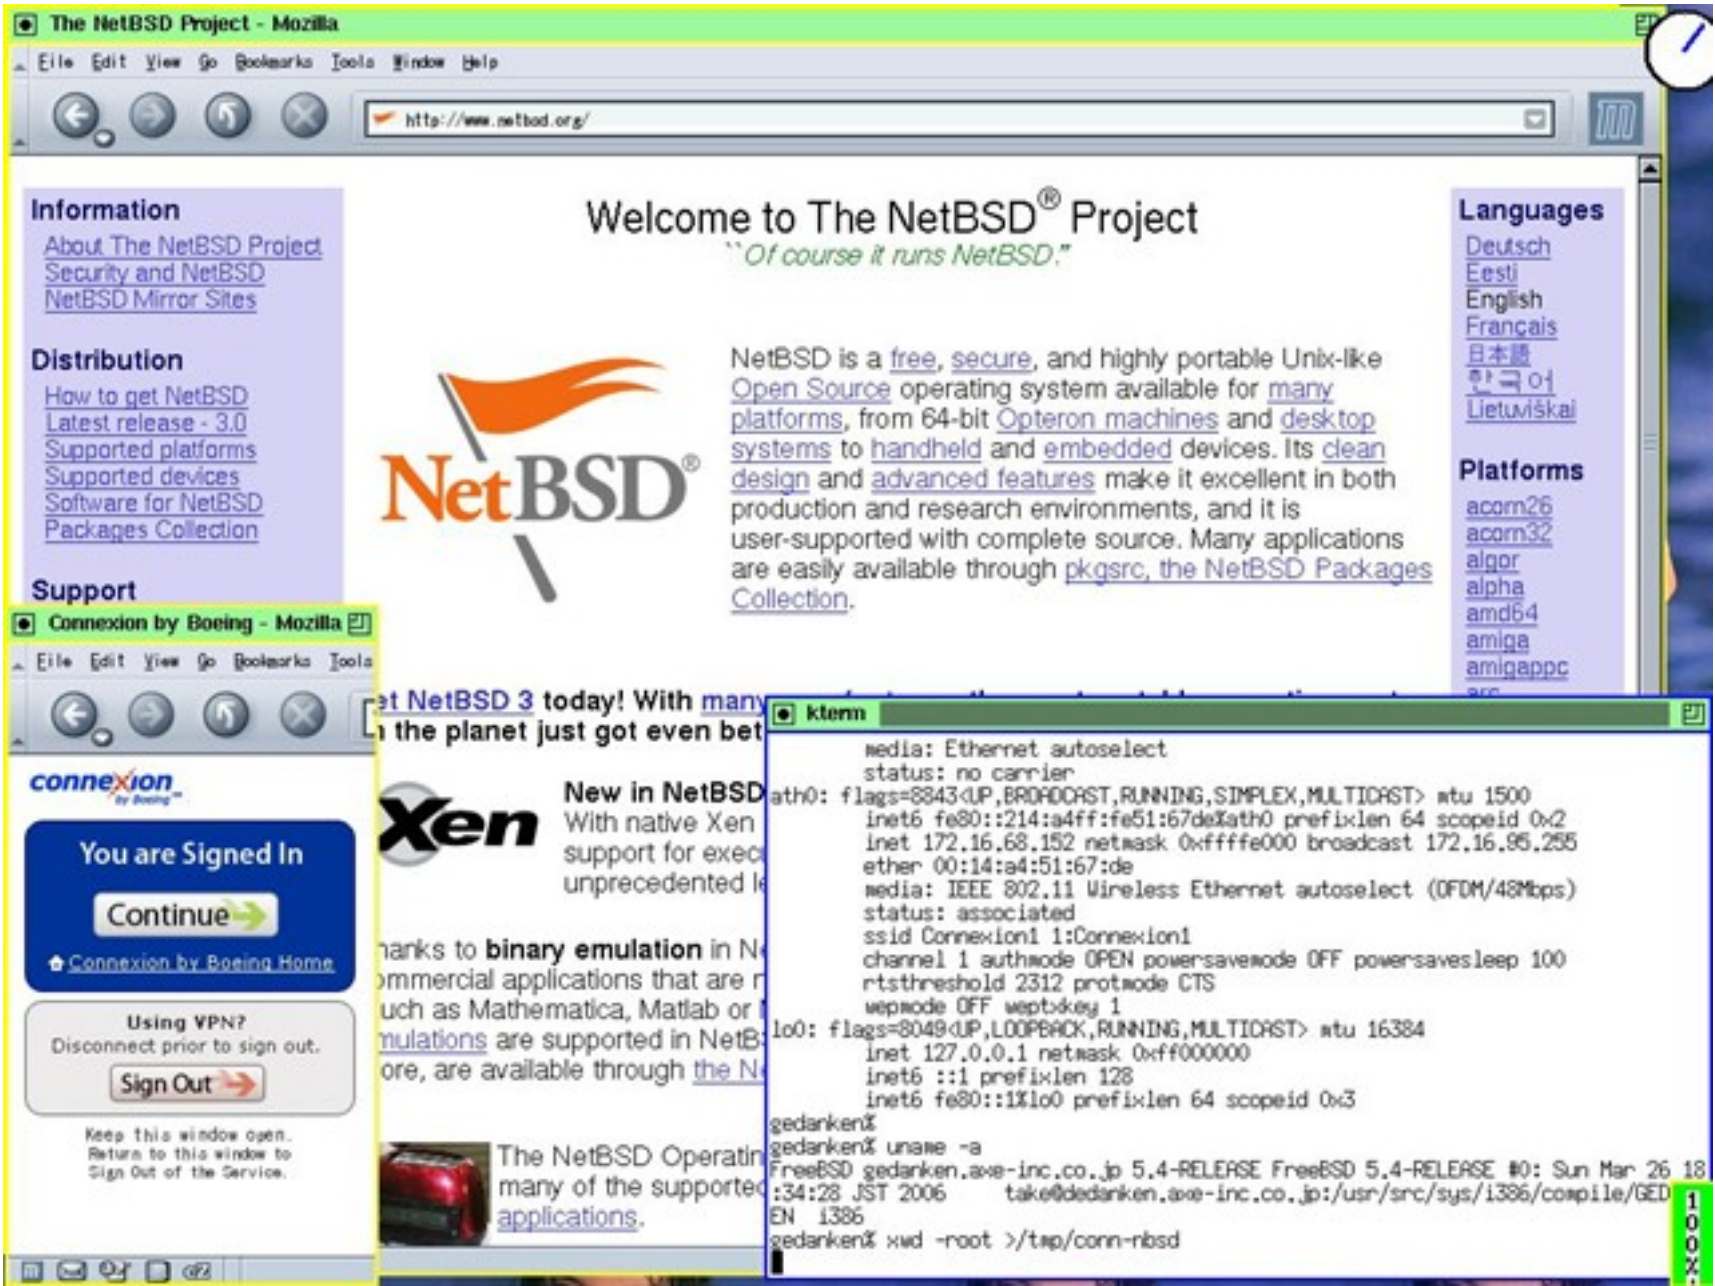 The NetBSD Project - Mozilla
File Edit View Go Bookmarks Tools Window Help
http://www.netbsd.org/
Information
About The NetBSD Project
Security and NetBSD
NetBSD Mirror Sites
Distribution
How to get NetBSD
Latest release - 3.0
Supported platforms
Supported devices
Software for NetBSD
Packages Collection
Support
Welcome to The NetBSD® Project
``Of course it runs NetBSD."
NetBSD®
NetBSD is a free, secure, and highly portable Unix-like
Open Source operating system available for many
platforms, from 64-bit Opteron machines and desktop
systems to handheld and embedded devices. Its clean
design and advanced features make it excellent in both
production and research environments, and it is
user-supported with complete source. Many applications
are easily available through pkgsrc, the NetBSD Packages
Collection.
Languages
Deutsch
Eesti
English
Français
日本語
한국어
Lietuviškai
Platforms
acorn26
acorn32
algor
alpha
amd64
amiga
amigappc
arc
et NetBSD 3 today! With many
the planet just got even bet
Xen
New in NetBSD
With native Xen
support for exec
unprecedented le
hanks to binary emulation in Ne
ommercial applications that are
uch as Mathematica, Matlab or
mulations are supported in NetB
ore, are available through the Ne
The NetBSD Operatin
many of the supported
applications.
Connexion by Boeing - Mozilla
File Edit View Go Bookmarks Tools
connexion
by Boeing℠
You are Signed In
Continue
Connexion by Boeing Home
Using VPN?
Disconnect prior to sign out.
Sign Out
Keep this window open.
Return to this window to
Sign Out of the Service.
kterm
media: Ethernet autoselect
status: no carrier
ath0: flags=8843<UP,BROADCAST,RUNNING,SIMPLEX,MULTICAST> mtu 1500
inet6 fe80::214:a4ff:fe51:67de%ath0 prefixlen 64 scopeid 0x2
inet 172.16.68.152 netmask 0xffffe000 broadcast 172.16.95.255
ether 00:14:a4:51:67:de
media: IEEE 802.11 Wireless Ethernet autoselect (OFDM/48Mbps)
status: associated
ssid Connexion1 1:Connexion1
channel 1 authmode OPEN powersavemode OFF powersavesleep 100
rtsthreshold 2312 protmode CTS
wepmode OFF weptxkey 1
lo0: flags=8049<UP,LOOPBACK,RUNNING,MULTICAST> mtu 16384
inet 127.0.0.1 netmask 0xff000000
inet6 ::1 prefixlen 128
inet6 fe80::1%lo0 prefixlen 64 scopeid 0x3
gedanken%
gedanken% uname -a
FreeBSD gedanken.axe-inc.co.jp 5.4-RELEASE FreeBSD 5.4-RELEASE #0: Sun Mar 26 18
:34:28 JST 2006 take@dedanken.axe-inc.co.jp:/usr/src/sys/i386/compile/GED
EN i386
gedanken% xwd -root >/tmp/conn-nbsd
100%